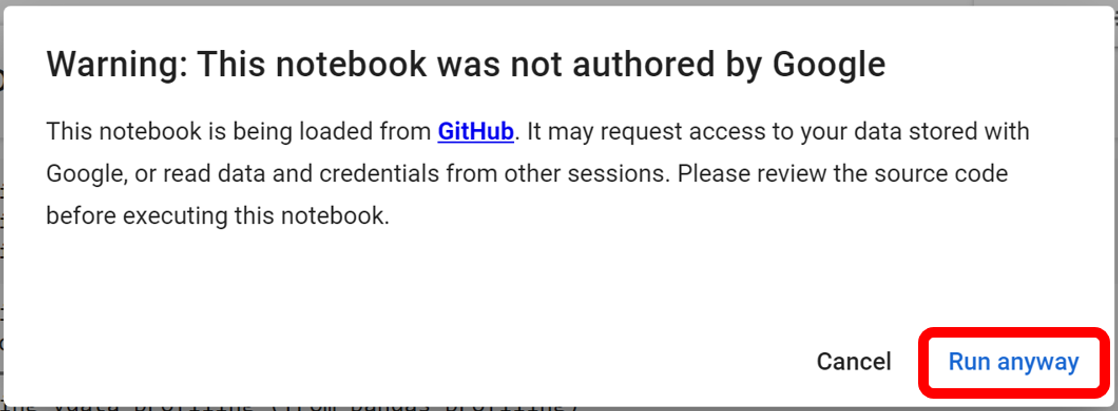 Warning: This notebook was not authored by Google
This notebook is being loaded from GitHub. It may request access to your data stored with
Google, or read data and credentials from other sessions. Please review the source code
before executing this notebook.
Cancel Run anyway